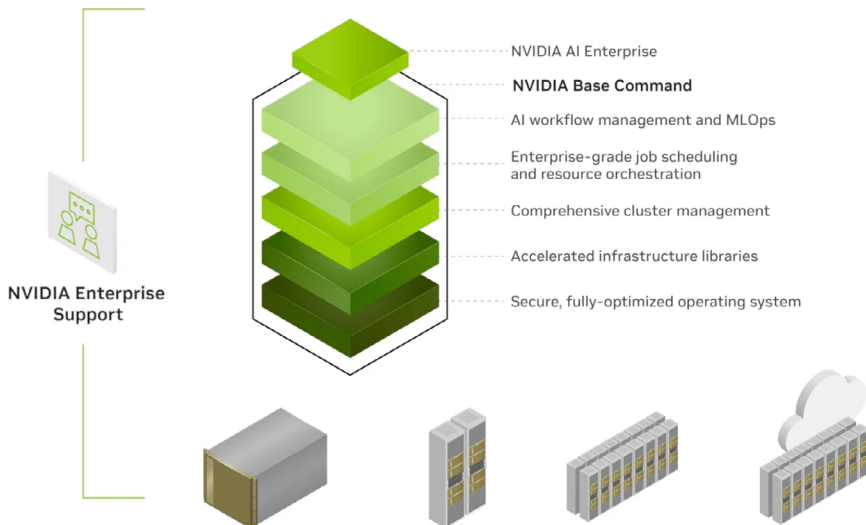 NVIDIA AI Enterprise
NVIDIA Base Command
AI workflow management and MLOps
Enterprise-grade job scheduling
and resource orchestration
Comprehensive cluster management
Accelerated infrastructure libraries
Secure, fully-optimized operating system
NVIDIA Enterprise
Support